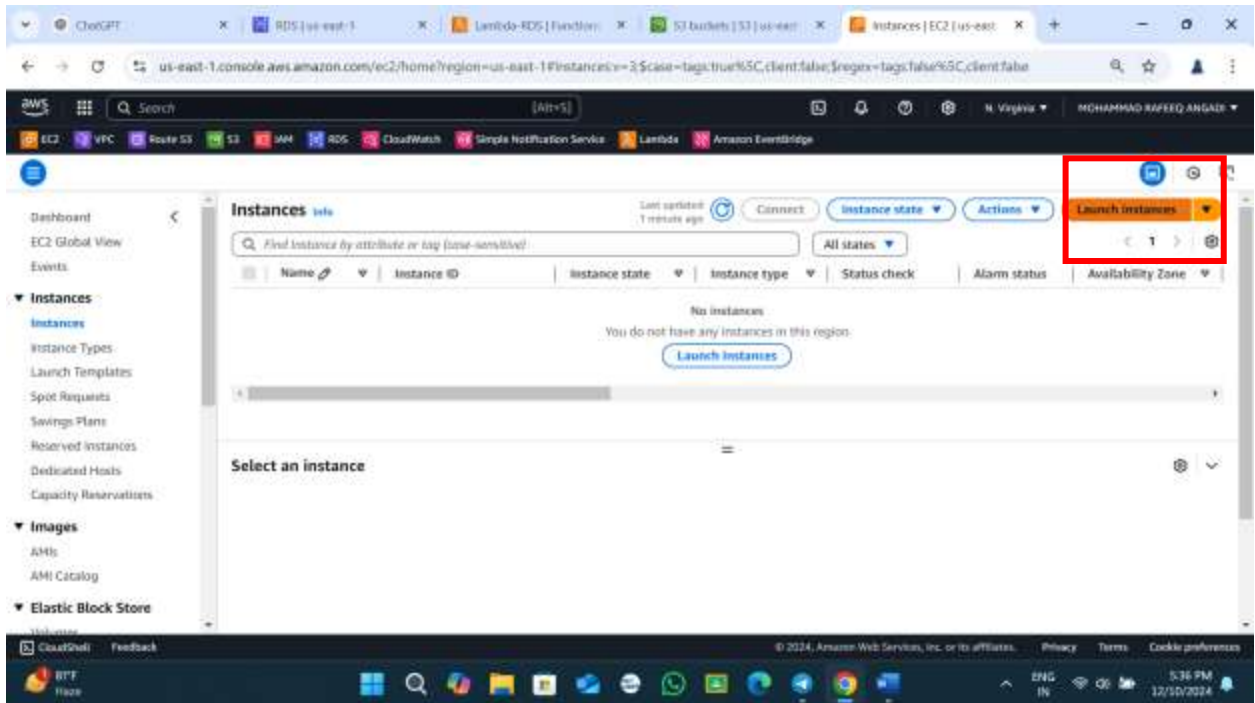 ChatGPT RDS | us-east-1 Lambda-RDS | Functions S3 buckets | S3 | us-east Instances | EC2 | us-east
us-east-1.console.aws.amazon.com/ec2/home?region=us-east-1#Instances:v=3;$case=tags:true%5C,client:false;$regex=tags:false%5C,client:false
aws Search [Alt+S] N. Virginia MOHAMMAD RAFEEQ ANGADI
EC2 VPC Route 53 S3 IAM RDS CloudWatch Simple Notification Service Lambda Amazon EventBridge
Dashboard
EC2 Global View
Events
Instances
Instances
Instance Types
Launch Templates
Spot Requests
Savings Plans
Reserved Instances
Dedicated Hosts
Capacity Reservations
Images
AMIs
AMI Catalog
Elastic Block Store
Volumes
Instances Info
Last updated
1 minute ago
Connect Instance state Actions Launch instances
Find Instance by attribute or tag (case-sensitive) All states 1
Name Instance ID Instance state Instance type Status check Alarm status Availability Zone
No instances
You do not have any instances in this region
Launch instances
Select an instance
CloudShell Feedback © 2024, Amazon Web Services, Inc. or its affiliates. Privacy Terms Cookie preferences
81°F
Haze
ENG
IN
5:36 PM
12/10/2024